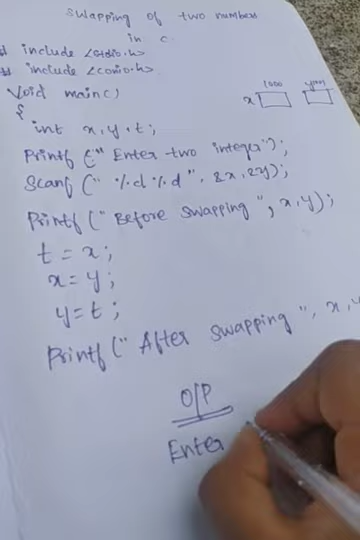 Swapping of two numbers
in c.
# include <stdio.h>
# include <conio.h>
Void main()
1000
x
{
int x, y, t;
Printf ("Enter two integer");
Scanf ("%d %d", &x, &y);
Printf ("Before swapping", x, y);
t = x;
x = y;
y = t;
Printf ("After swapping", x, y
O/P
Enter